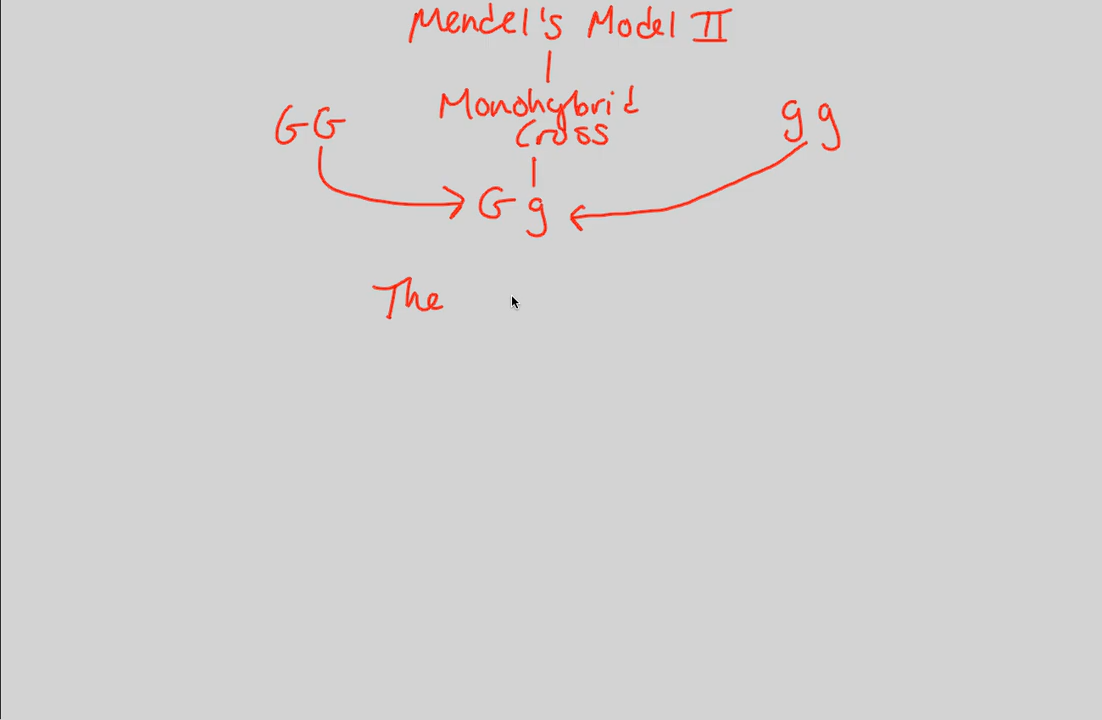 Mendel's Model II
Monohybrid
Cross
GG
gg
Gg
The